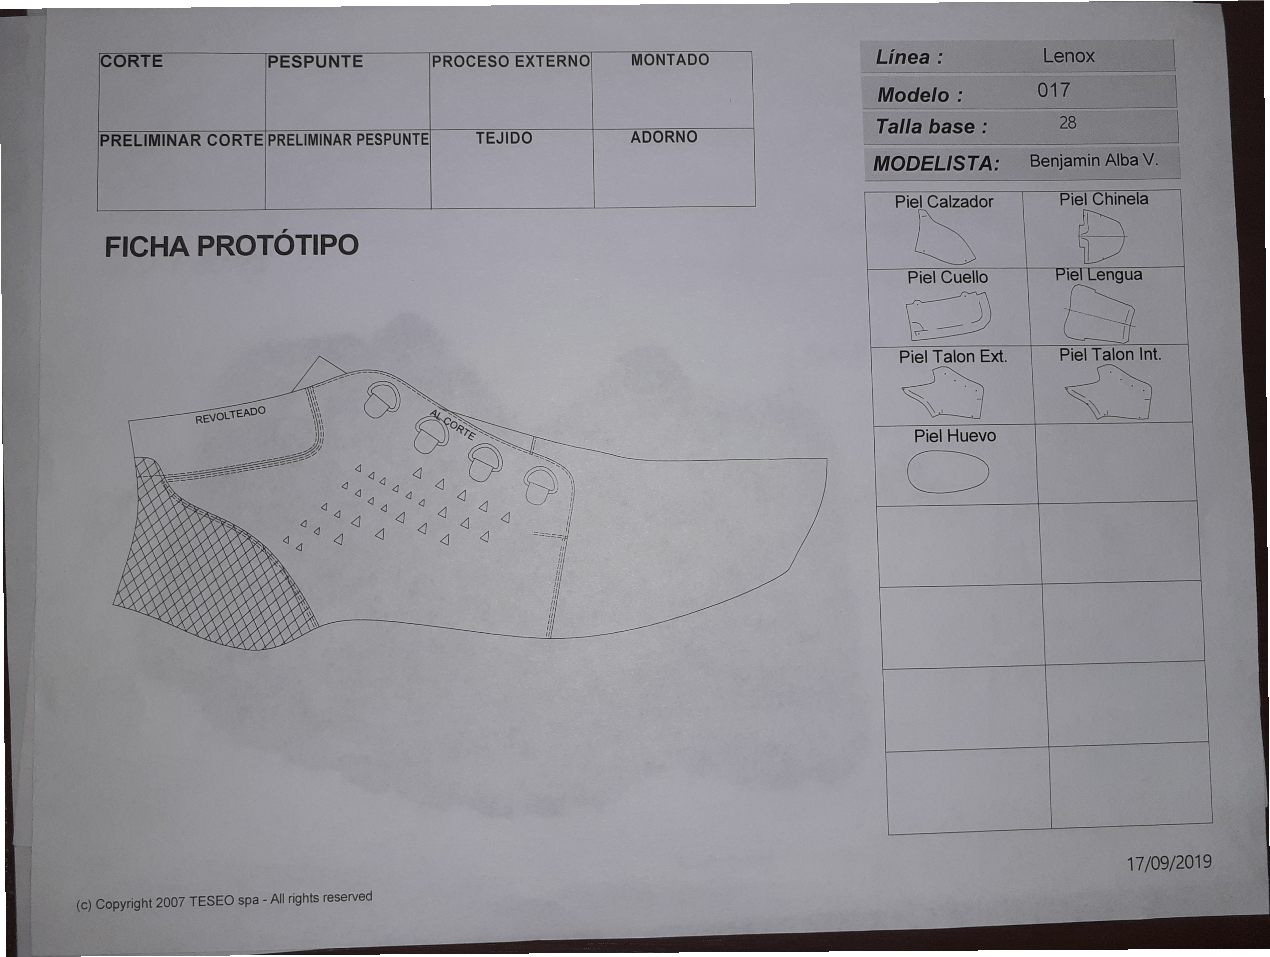 CORTE PESPUNTE PROCESO EXTERNO MONTADO
PRELIMINAR CORTE PRELIMINAR PESPUNTE TEJIDO ADORNO
FICHA PROTÓTIPO
REVOLTEADO
AL CORTE
Línea : Lenox
Modelo : 017
Talla base : 28
MODELISTA: Benjamin Alba V.
Piel Calzador Piel Chinela
Piel Cuello Piel Lengua
Piel Talon Ext. Piel Talon Int.
Piel Huevo
17/09/2019
(c) Copyright 2007 TESEO spa - All rights reserved